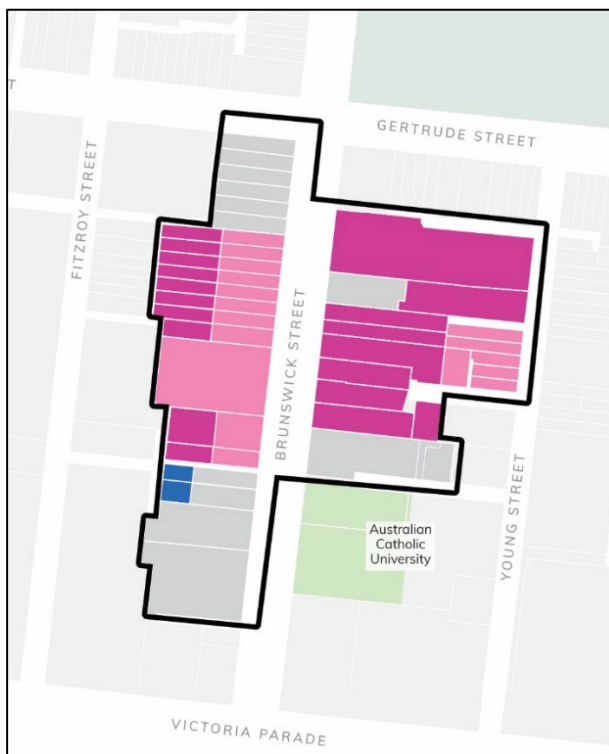 T
GERTRUDE STREET
FITZROY STREET
BRUNSWICK STREET
YOUNG STREET
Australian
Catholic
University
VICTORIA PARADE